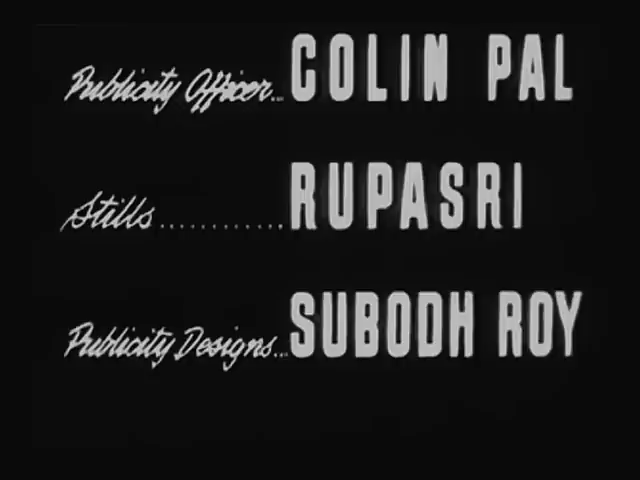 Publicity Officer... COLIN PAL
Stills............ RUPASRI
Publicity Designs... SUBODH ROY